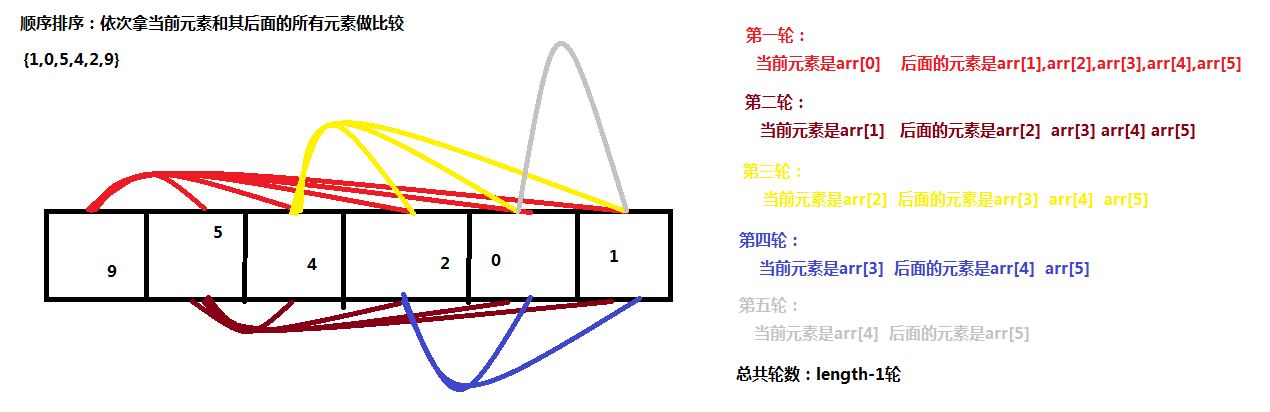 顺序排序：依次拿当前元素和其后面的所有元素做比较
{1,0,5,4,2,9}
9 5 4 2 0 1
第一轮：
当前元素是arr[0] 后面的元素是arr[1],arr[2],arr[3],arr[4],arr[5]
第二轮：
当前元素是arr[1] 后面的元素是arr[2] arr[3] arr[4] arr[5]
第三轮：
当前元素是arr[2] 后面的元素是arr[3] arr[4] arr[5]
第四轮：
当前元素是arr[3] 后面的元素是arr[4] arr[5]
第五轮：
当前元素是arr[4] 后面的元素是arr[5]
总共轮数：length-1轮